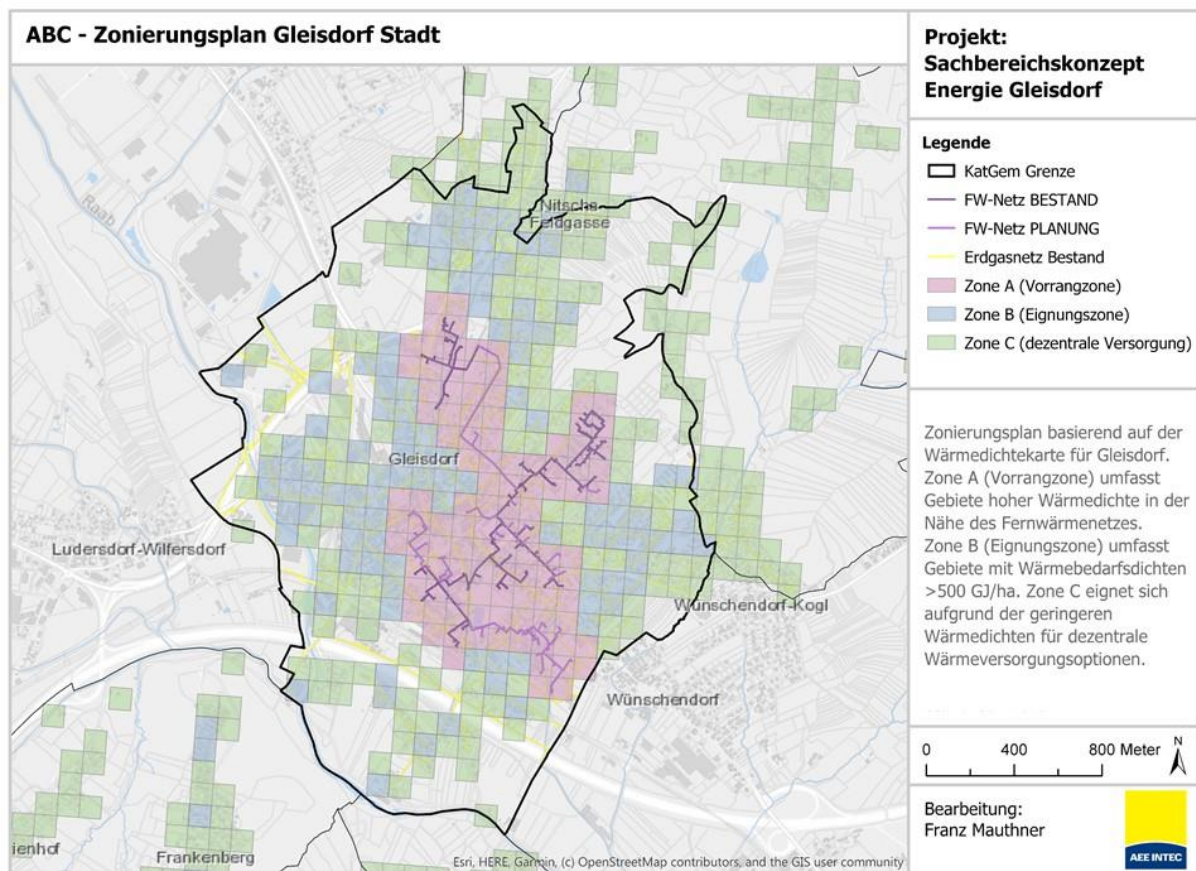 ABC - Zonierungsplan Gleisdorf Stadt
Raab
Nitscha
Feldgasse
Gleisdorf
Ludersdorf-Wilfersdorf
Wünschendorf-Kogl
Wünschendorf
ienhof
Frankenberg
Esri, HERE, Garmin, (c) OpenStreetMap contributors, and the GIS user community
Projekt:
Sachbereichskonzept
Energie Gleisdorf
Legende
KatGem Grenze
FW-Netz BESTAND
FW-Netz PLANUNG
Erdgasnetz Bestand
Zone A (Vorrangzone)
Zone B (Eignungszone)
Zone C (dezentrale Versorgung)
Zonierungsplan basierend auf der
Wärmedichtekarte für Gleisdorf.
Zone A (Vorrangzone) umfasst
Gebiete hoher Wärmedichte in der
Nähe des Fernwärmenetzes.
Zone B (Eignungszone) umfasst
Gebiete mit Wärmebedarfsdichten
>500 GJ/ha. Zone C eignet sich
aufgrund der geringeren
Wärmedichten für dezentrale
Wärmeversorgungsoptionen.
0 400 800 Meter
N
Bearbeitung:
Franz Mauthner
AEE INTEC